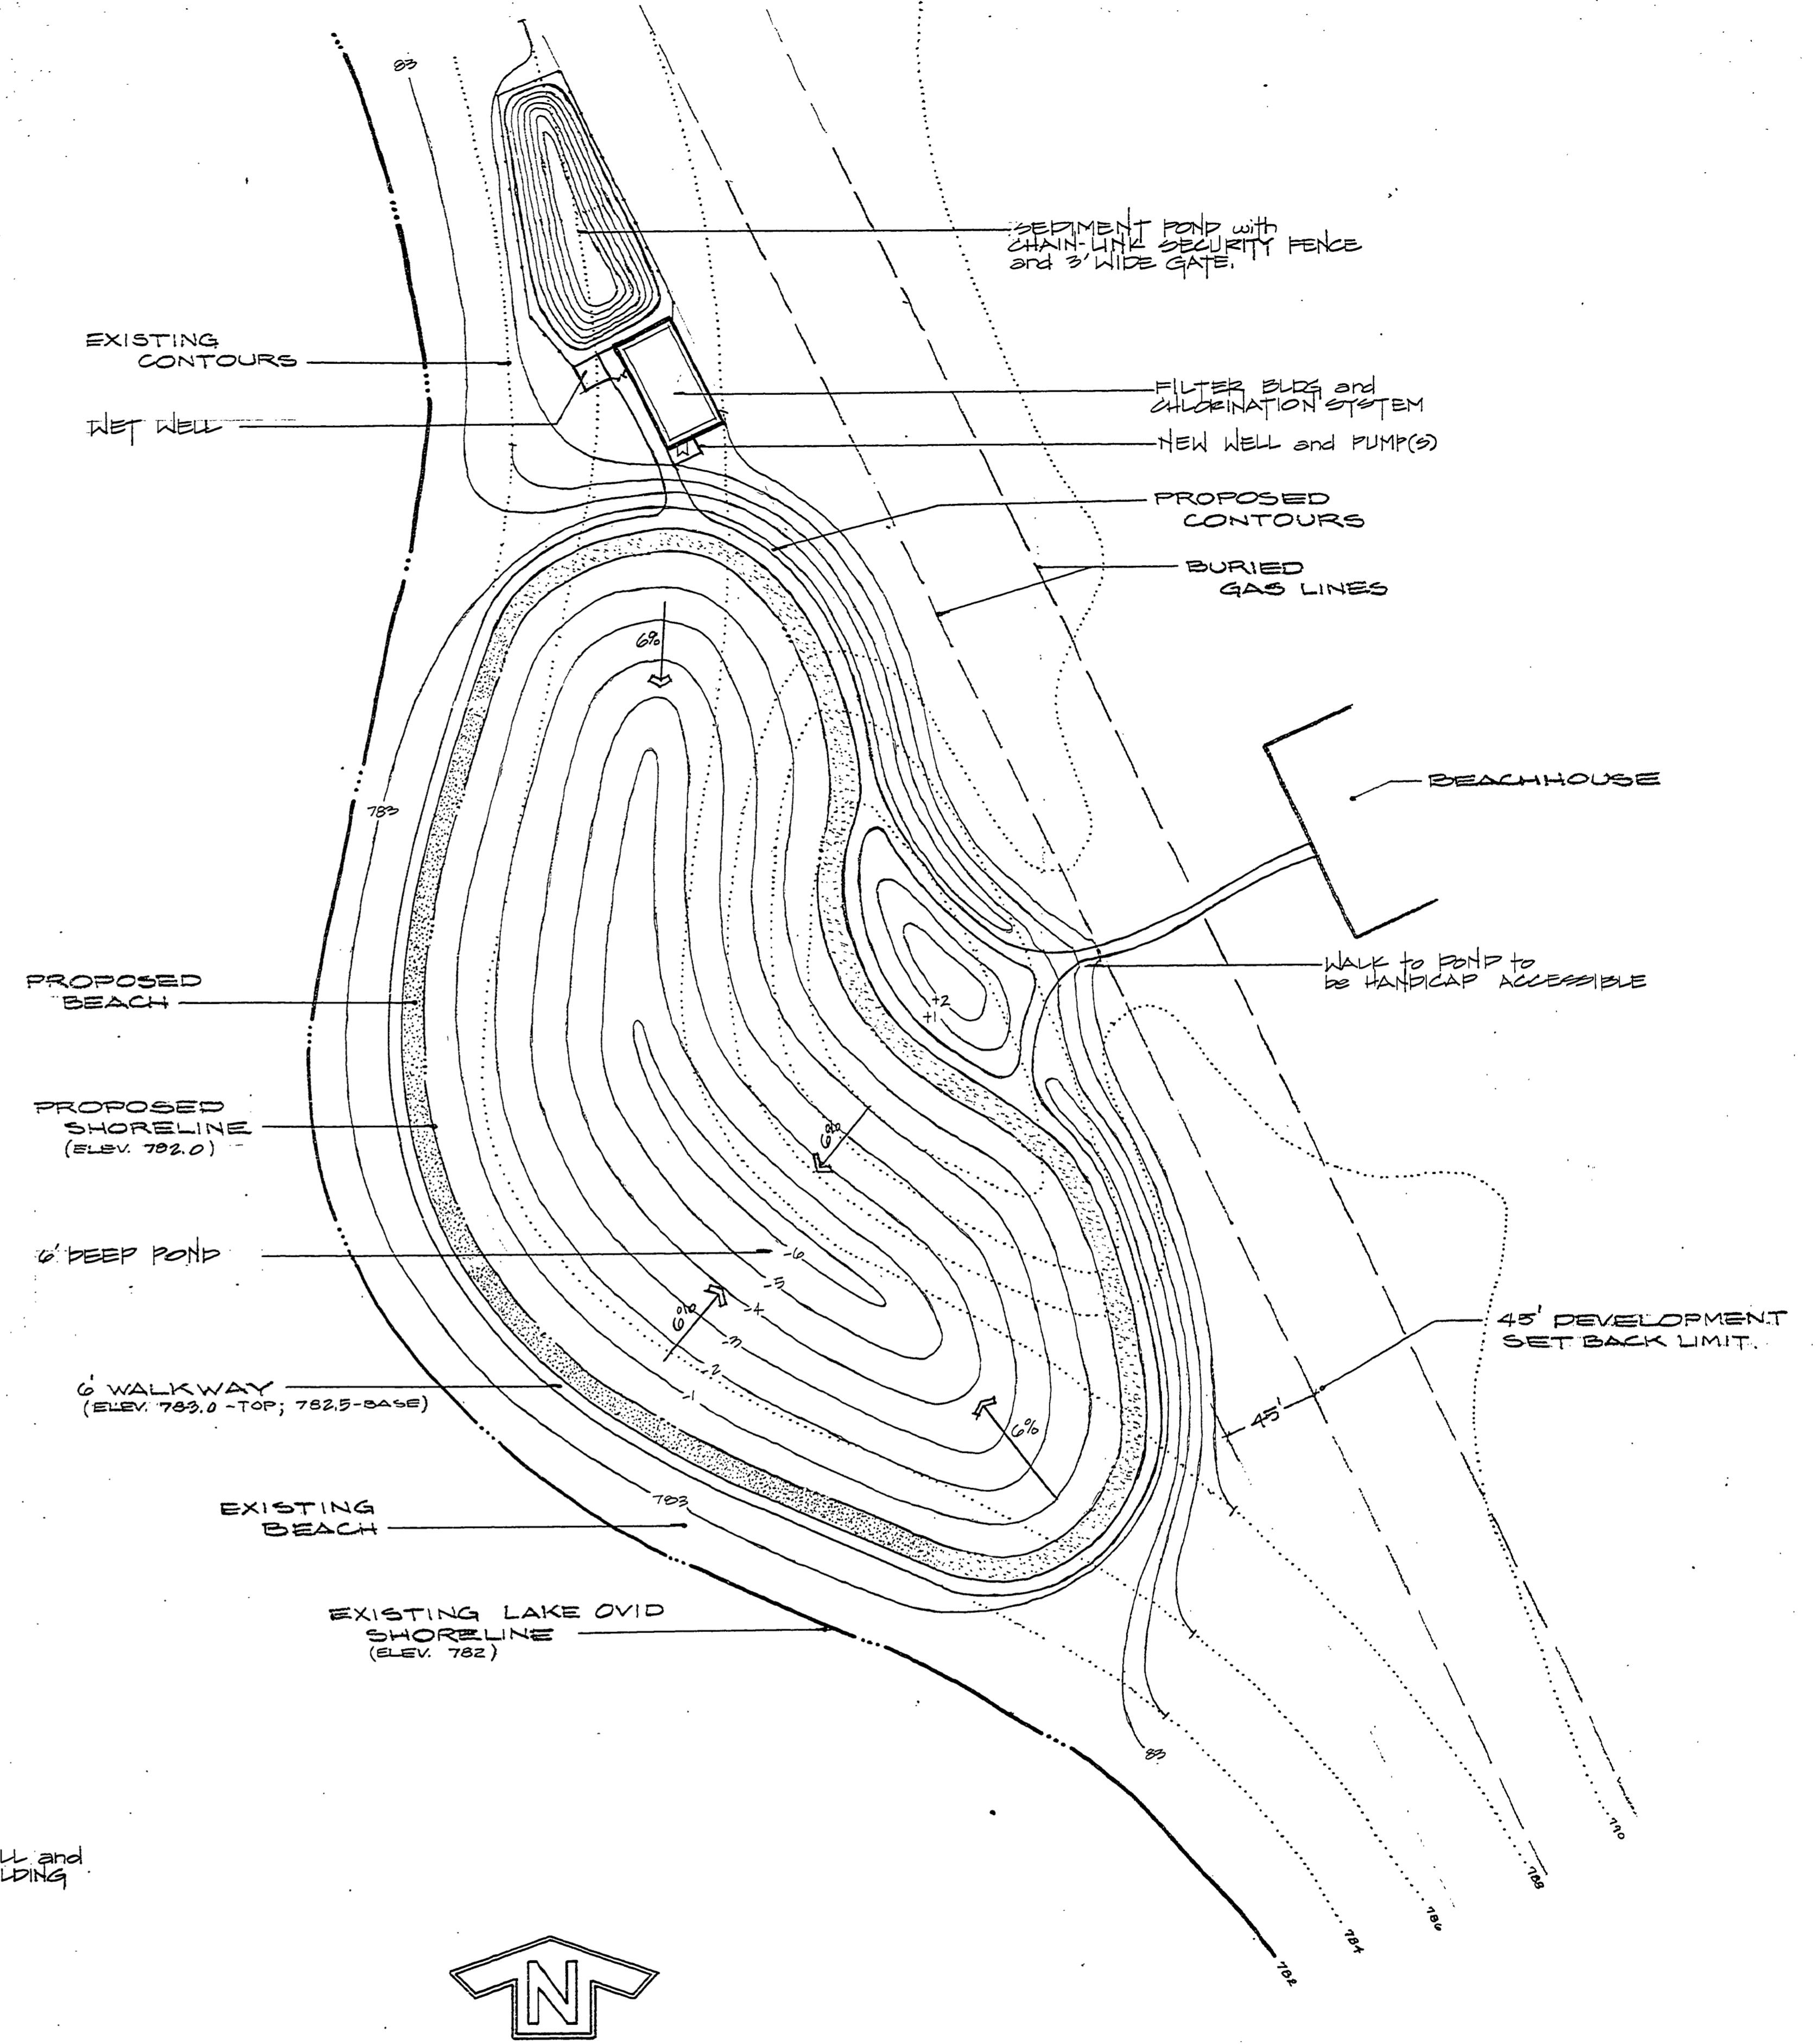 83
SEDIMENT POND with
CHAIN-LINK SECURITY FENCE
and 3' WIDE GATE.
EXISTING
CONTOURS
FILTER BLDG and
CHLORINATION SYSTEM
WET WELL
NEW WELL and PUMP(S)
PROPOSED
CONTOURS
BURIED
GAS LINES
6%
BEACHHOUSE
783
WALK to POND to
be HANDICAP ACCESSIBLE
PROPOSED
BEACH
+2
+1
PROPOSED
SHORELINE
(ELEV. 782.0)
6%
6' DEEP POND
-6
-5
-4
-3
-2
-1
6%
45' DEVELOPMENT
SET BACK LIMIT.
6' WALKWAY
(ELEV. 783.0 -TOP; 782.5-BASE)
45'
6%
783
EXISTING
BEACH
EXISTING LAKE OVID
SHORELINE
(ELEV. 782)
83
790
788
786
784
782
LL and
LDING
N